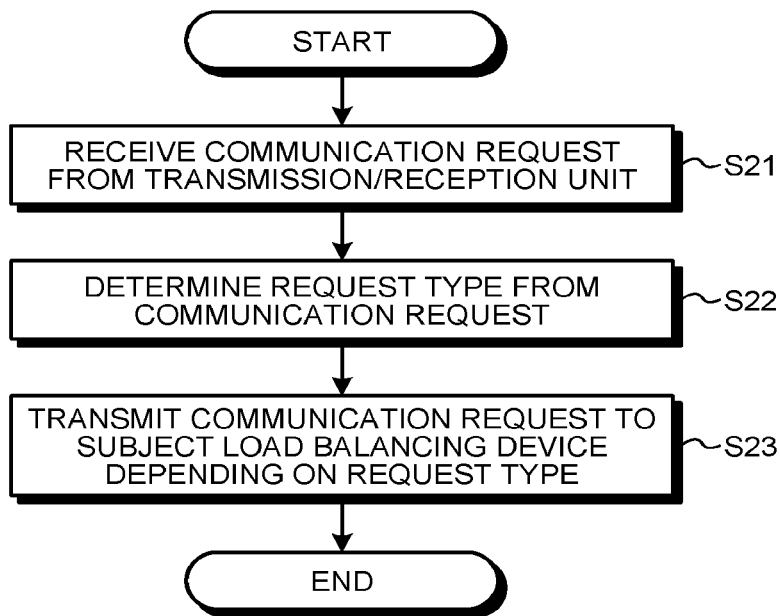 START
RECEIVE COMMUNICATION REQUEST
FROM TRANSMISSION/RECEPTION UNIT
S21
DETERMINE REQUEST TYPE FROM
COMMUNICATION REQUEST
S22
TRANSMIT COMMUNICATION REQUEST TO
SUBJECT LOAD BALANCING DEVICE
DEPENDING ON REQUEST TYPE
S23
END